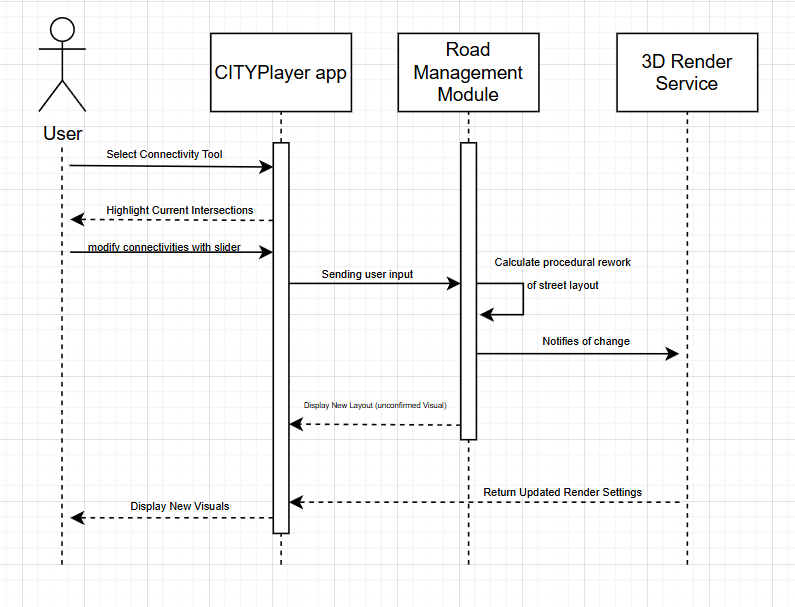 User
CITYPlayer app
Road
Management
Module
3D Render
Service
Select Connectivity Tool
Highlight Current Intersections
modify connectivities with slider
Sending user input
Calculate procedural rework
of street layout
Notifies of change
Display New Layout (unconfirmed Visual)
Return Updated Render Settings
Display New Visuals